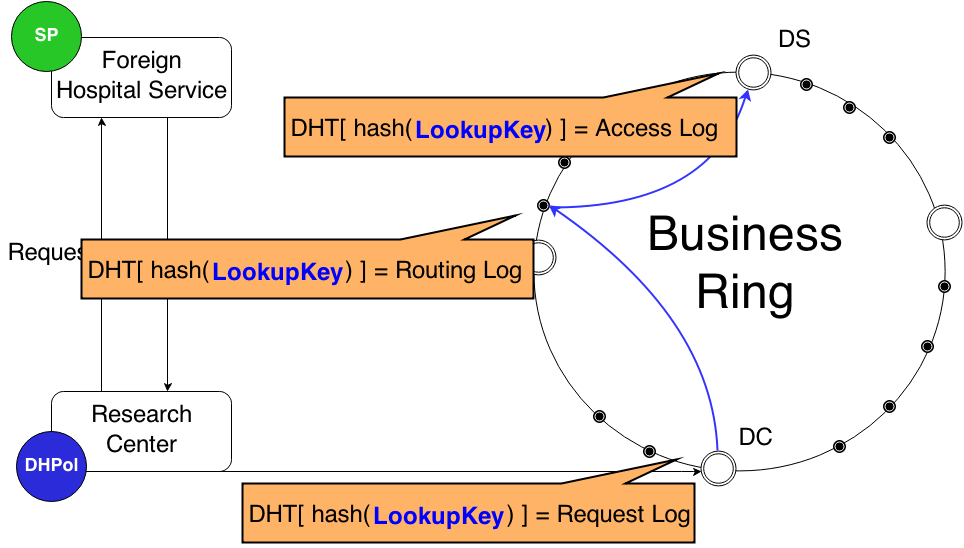 SP
Foreign
Hospital Service
DS
DHT[ hash(LookupKey) ] = Access Log
Business
Ring
DHT[ hash(LookupKey) ] = Routing Log
Research
Center
DHPol
DC
DHT[ hash(LookupKey) ] = Request Log